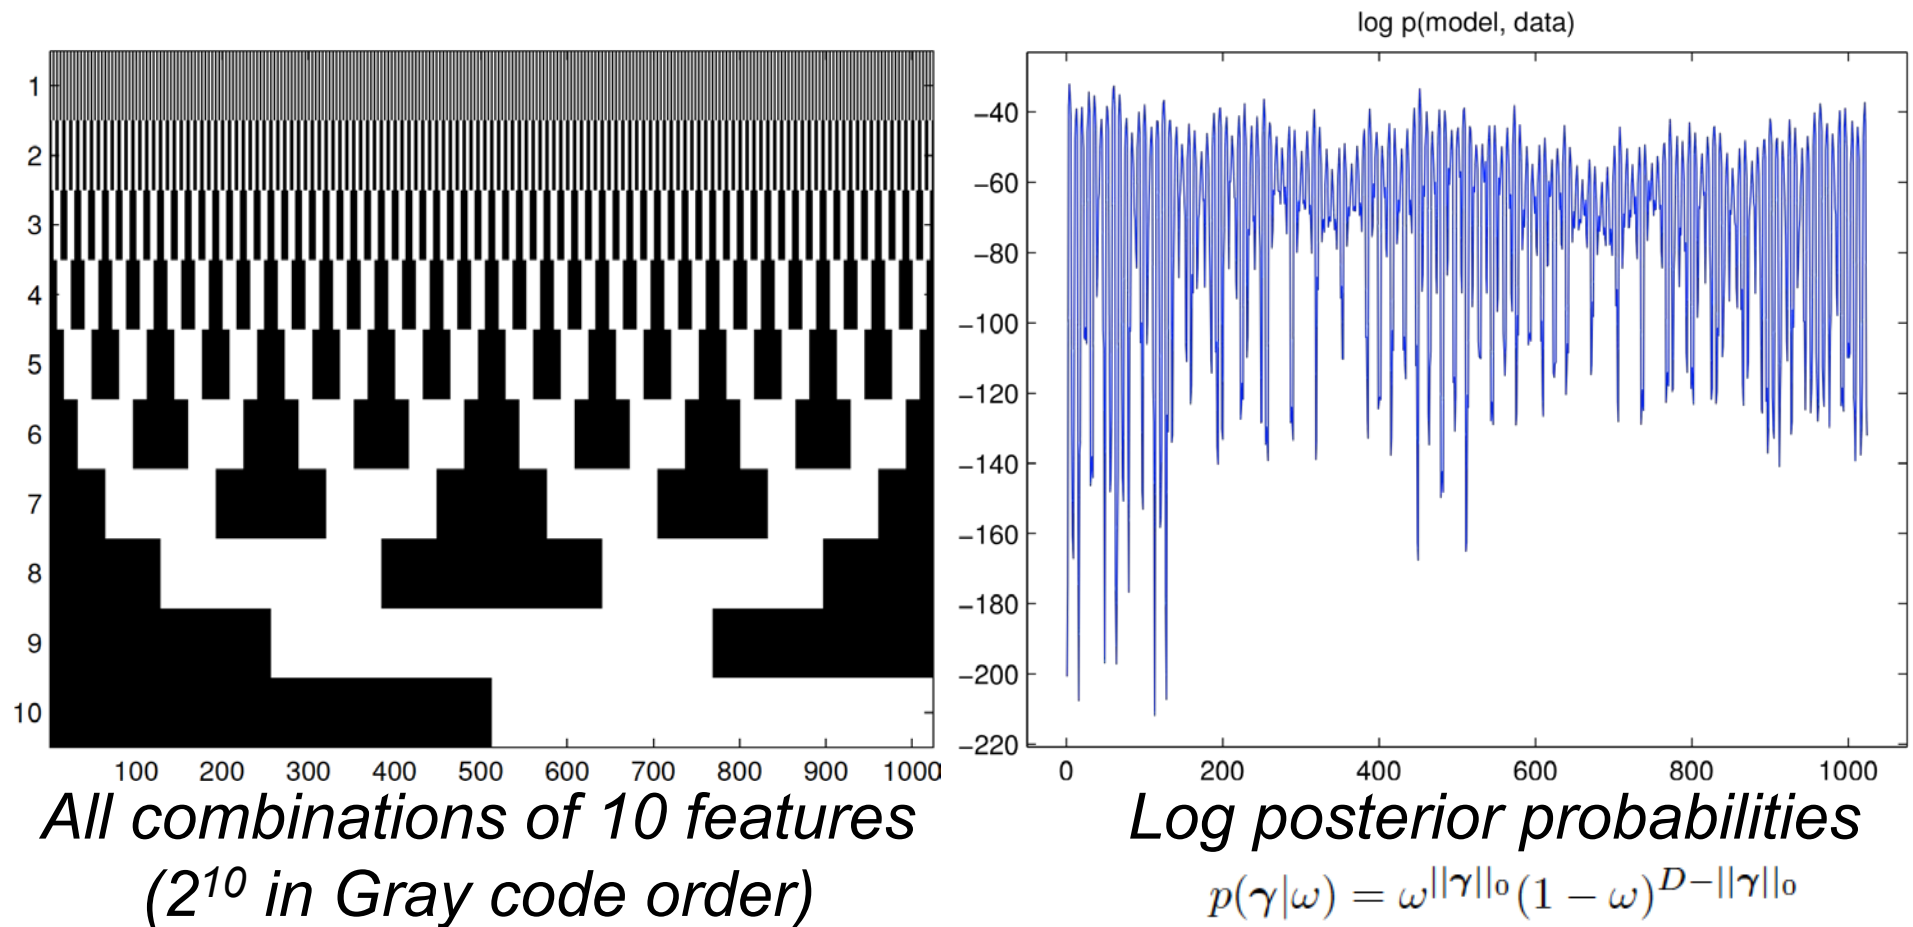 1
2
3
4
5
6
7
8
9
10
100 200 300 400 500 600 700 800 900 1000
All combinations of 10 features
(2¹⁰ in Gray code order)
log p(model, data)
−40
−60
−80
−100
−120
−140
−160
−180
−200
−220
0 200 400 600 800 1000
Log posterior probabilities
p(γ|ω) = ω^{||γ||₀}(1 − ω)^{D−||γ||₀}